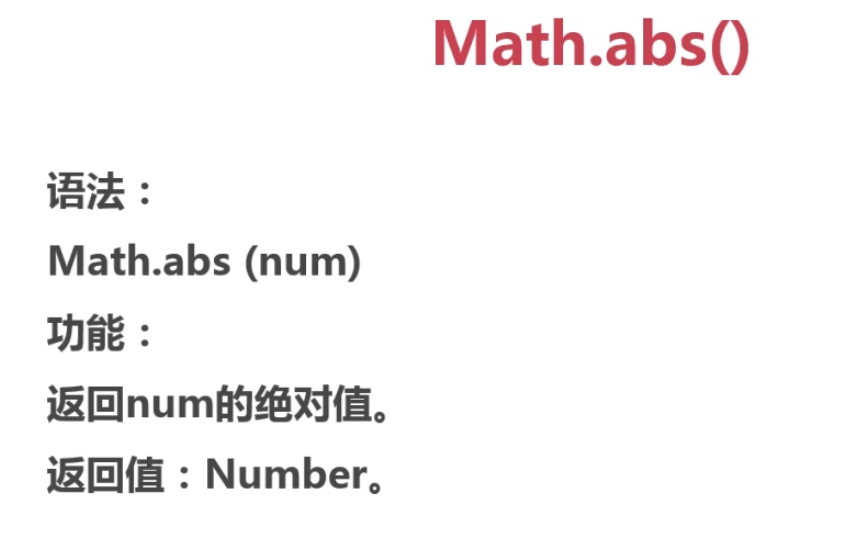 Math.abs()
语法：
Math.abs (num)
功能：
返回num的绝对值。
返回值：Number。